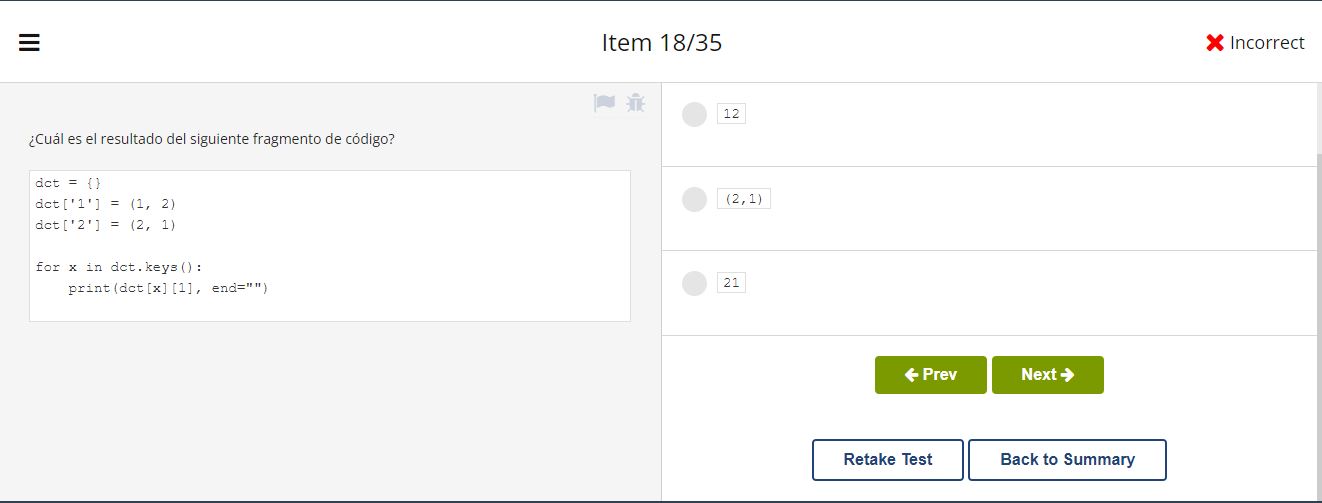 Item 18/35
Incorrect
¿Cuál es el resultado del siguiente fragmento de código?
dct = {}
dct['1'] = (1, 2)
dct['2'] = (2, 1)
for x in dct.keys():
    print(dct[x][1], end="")
12
(2,1)
21
Prev
Next
Retake Test
Back to Summary